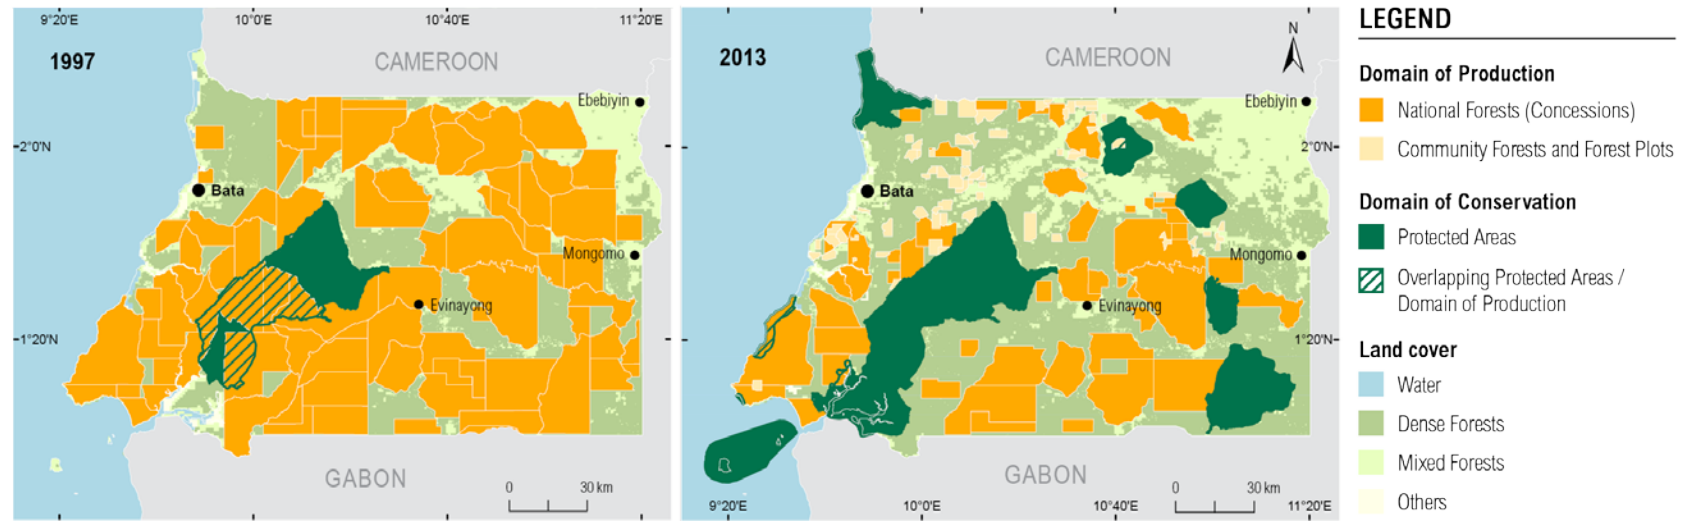 9°20'E
10°0'E
10°40'E
11°20'E
1997
CAMEROON
Ebebiyin
2°0'N
Bata
Mongomo
Evinayong
1°20'N
GABON
0 30 km
2013
CAMEROON
N
Ebebiyin
2°0'N
Bata
Mongomo
Evinayong
1°20'N
GABON
0 30 km
9°20'E
10°0'E
10°40'E
11°20'E
LEGEND
Domain of Production
National Forests (Concessions)
Community Forests and Forest Plots
Domain of Conservation
Protected Areas
Overlapping Protected Areas /
Domain of Production
Land cover
Water
Dense Forests
Mixed Forests
Others